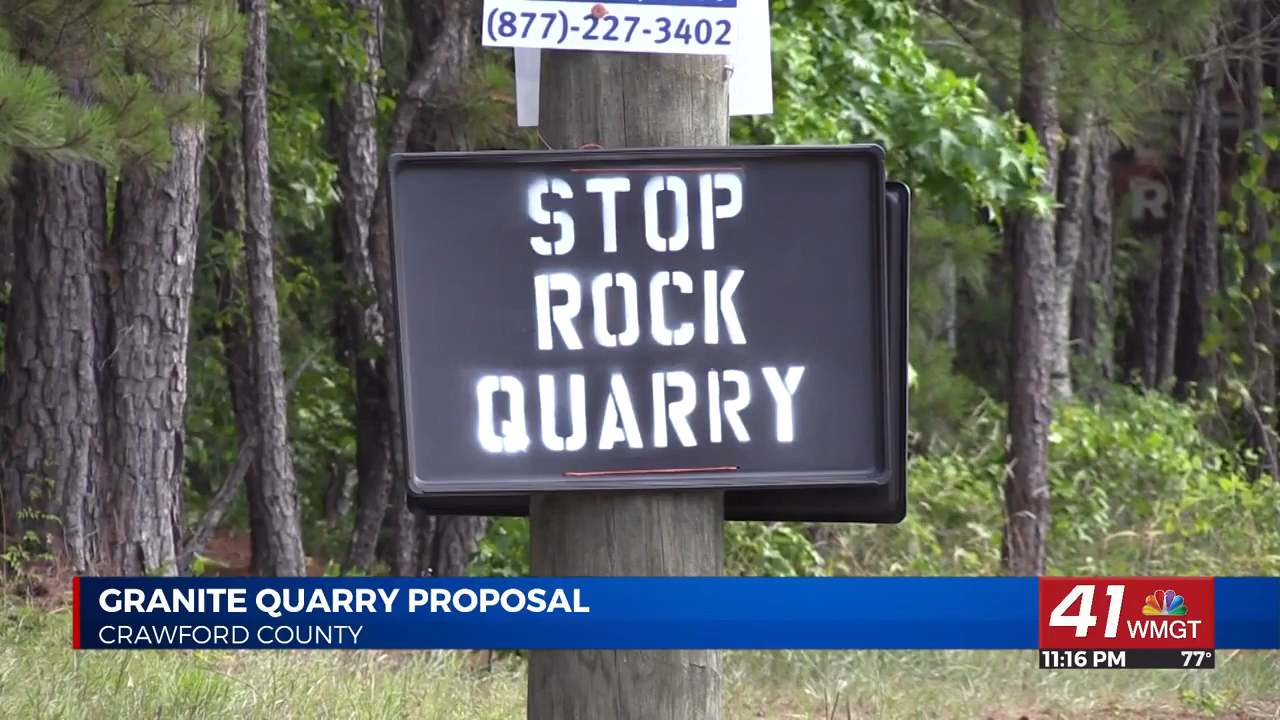 (877)-227-3402
STOP
ROCK
QUARRY
R
GRANITE QUARRY PROPOSAL
CRAWFORD COUNTY
41
WMGT
11:16 PM 77°